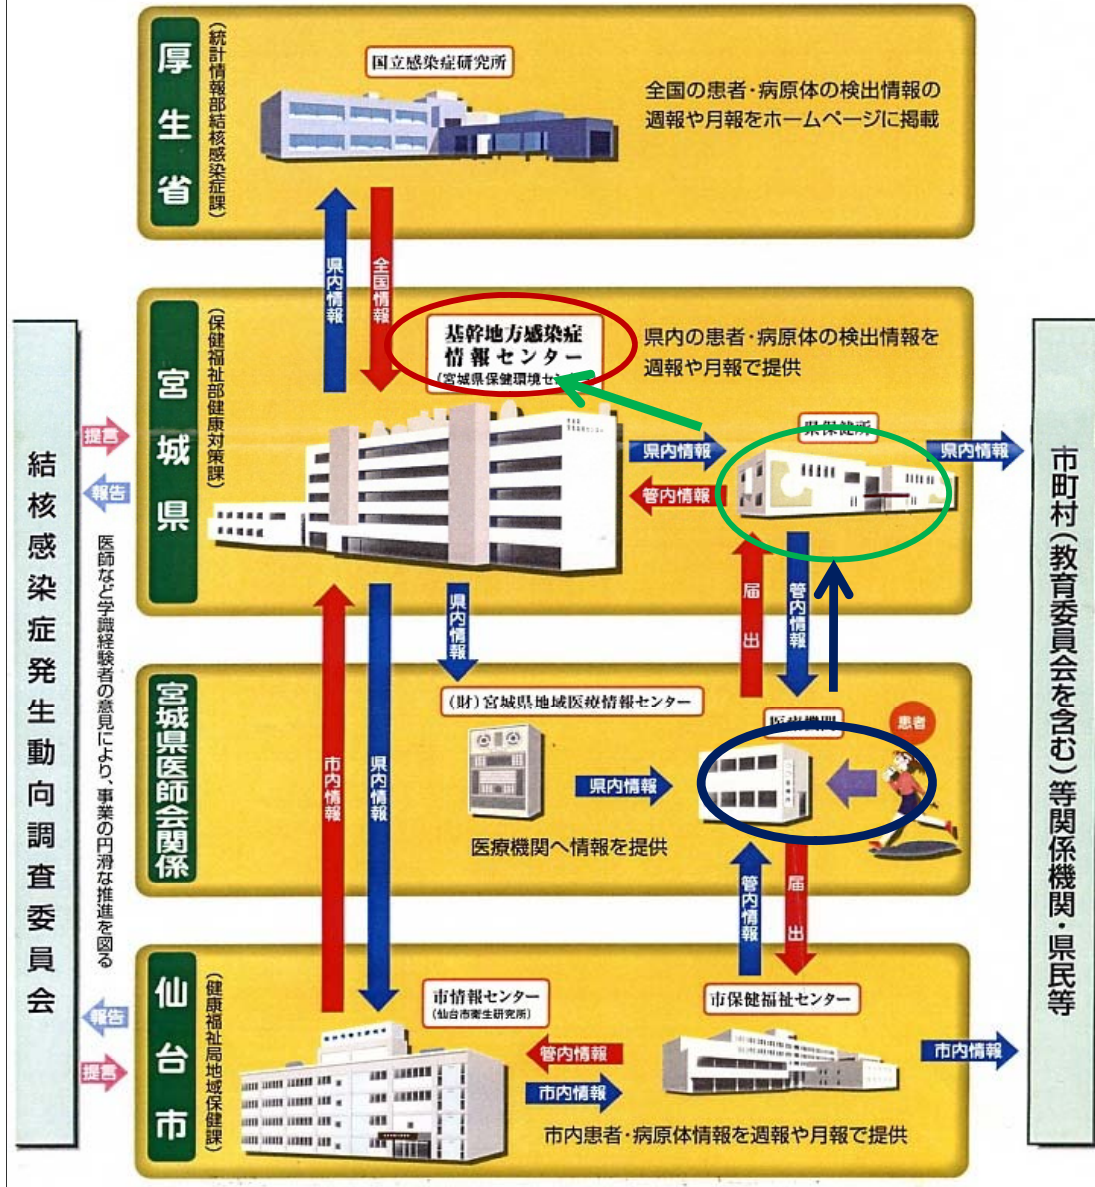 厚生省
(統計情報部結核感染症課)
国立感染症研究所
全国の患者・病原体の検出情報の
週報や月報をホームページに掲載
県内情報
全国情報
宮城県
(保健福祉部健康対策課)
基幹地方感染症
情報センター
(宮城県保健環境セン
県内の患者・病原体の検出情報を
週報や月報で提供
県保健所
県内情報
管内情報
県内情報
提言
報告
結核感染症発生動向調査委員会
医師など学識経験者の意見により、事業の円滑な推進を図る
市町村(教育委員会を含む)等関係機関・県民等
県内情報
届出
管内情報
宮城県医師会関係
(財)宮城県地域医療情報センター
医療機関
患者
県内情報
医療機関へ情報を提供
市内情報
県内情報
管内情報
届出
仙台市
(健康福祉局地域保健課)
市情報センター
(仙台市衛生研究所)
市保健福祉センター
管内情報
市内情報
市内情報
報告
提言
市内患者・病原体情報を週報や月報で提供